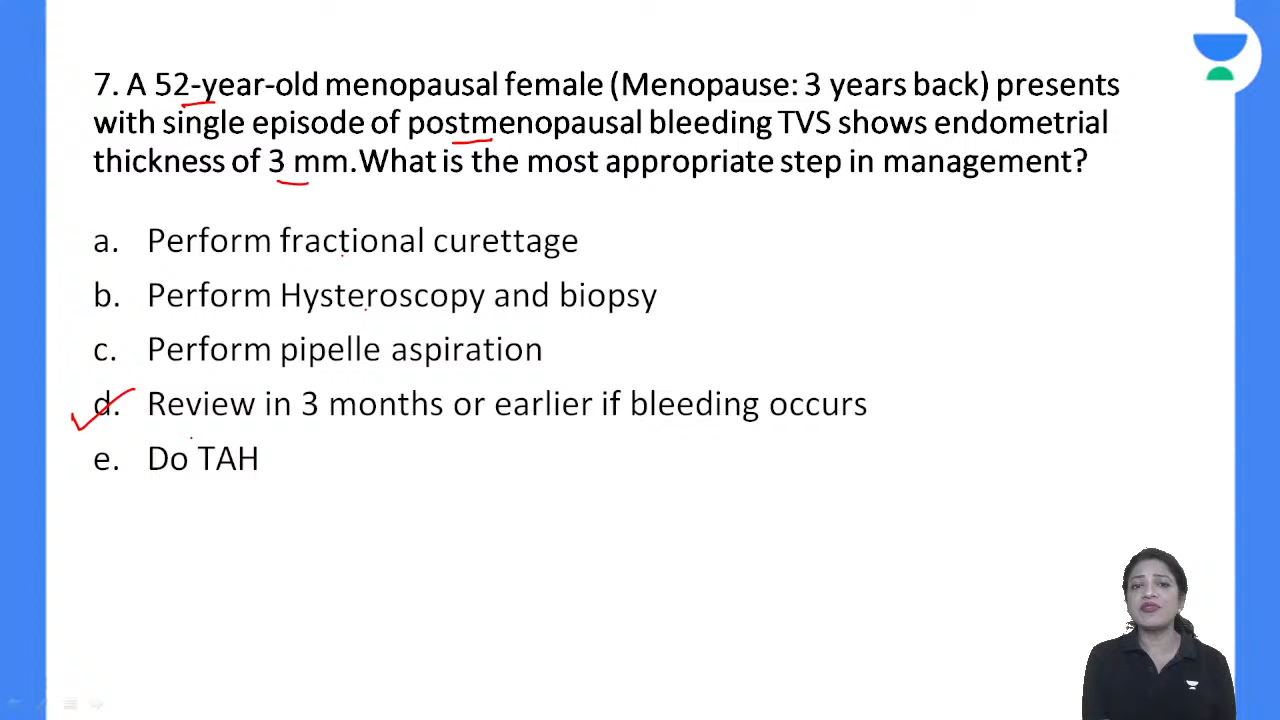 7. A 52-year-old menopausal female (Menopause: 3 years back) presents
with single episode of postmenopausal bleeding TVS shows endometrial
thickness of 3 mm.What is the most appropriate step in management?
a. Perform fractional curettage
b. Perform Hysteroscopy and biopsy
c. Perform pipelle aspiration
d. Review in 3 months or earlier if bleeding occurs
e. Do TAH